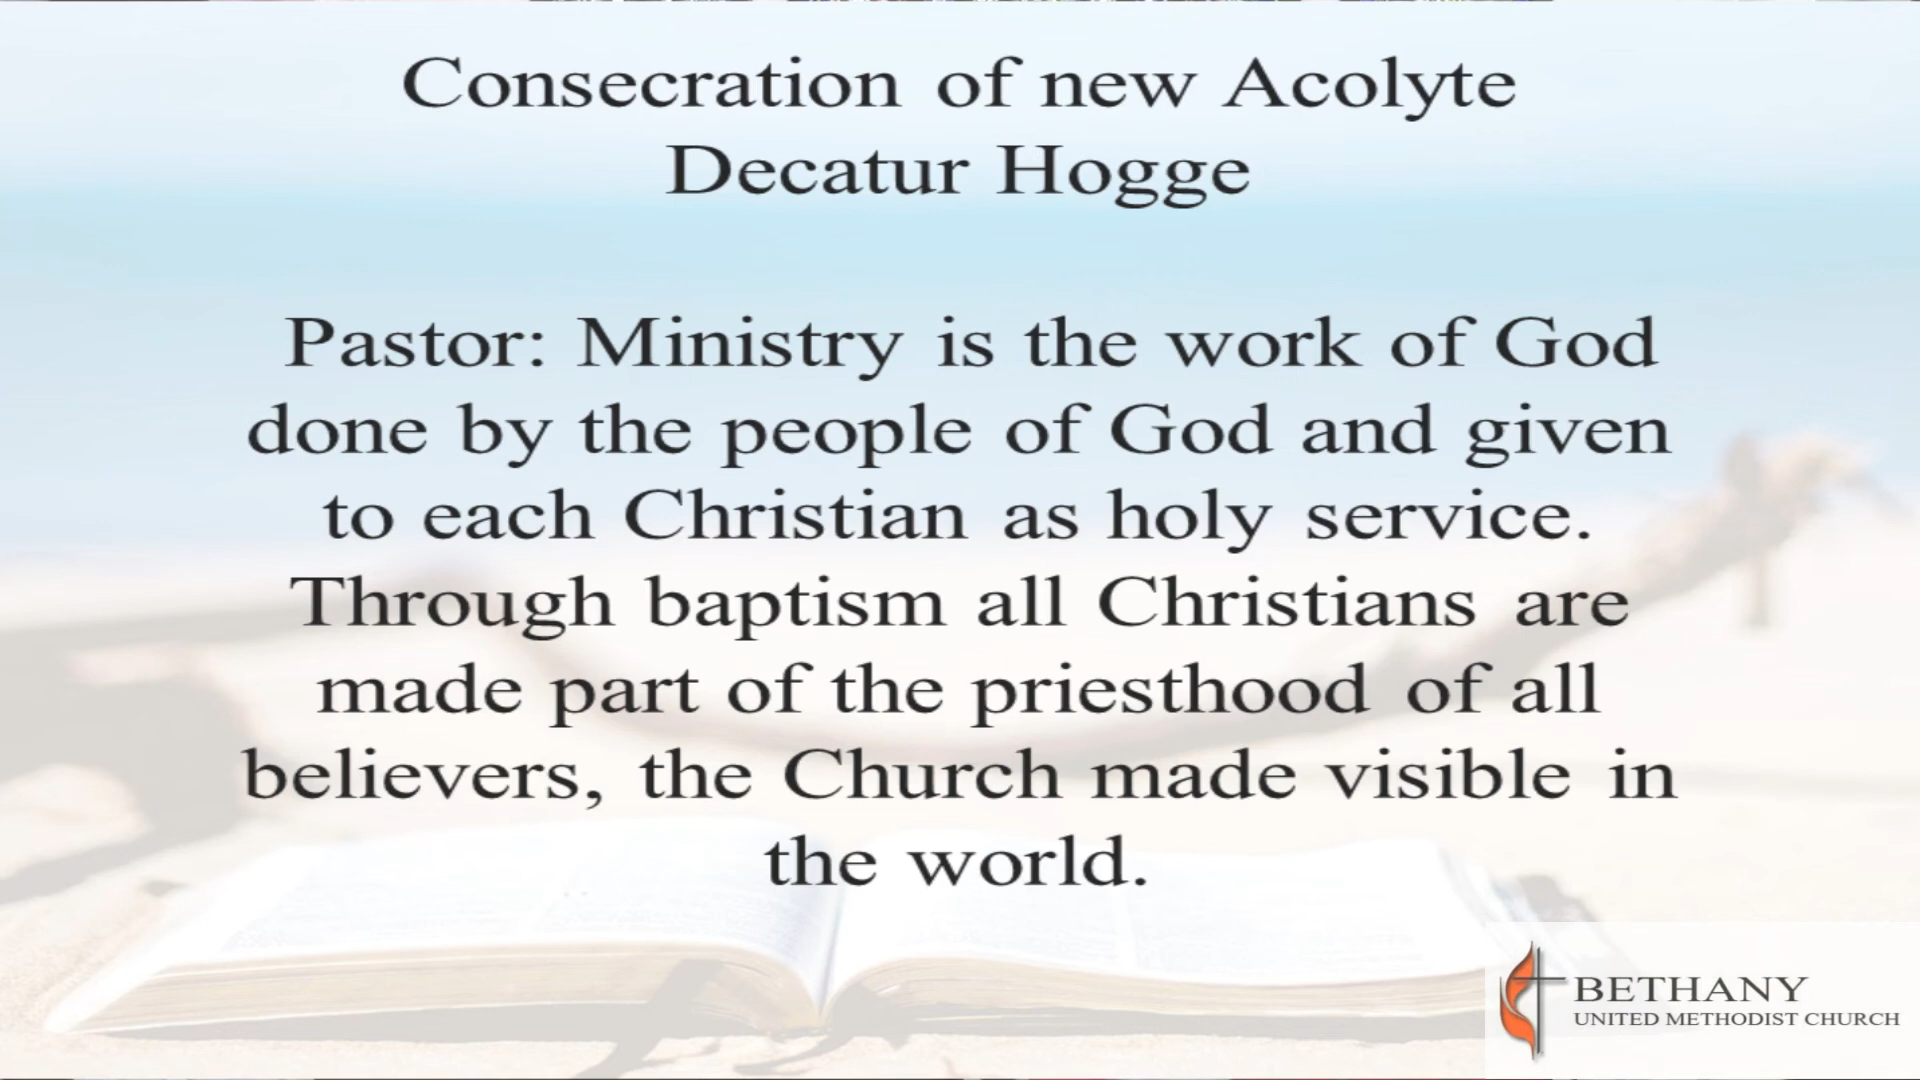 Consecration of new Acolyte
Decatur Hogge
Pastor: Ministry is the work of God
done by the people of God and given
to each Christian as holy service.
Through baptism all Christians are
made part of the priesthood of all
believers, the Church made visible in
the world.
BETHANY
UNITED METHODIST CHURCH